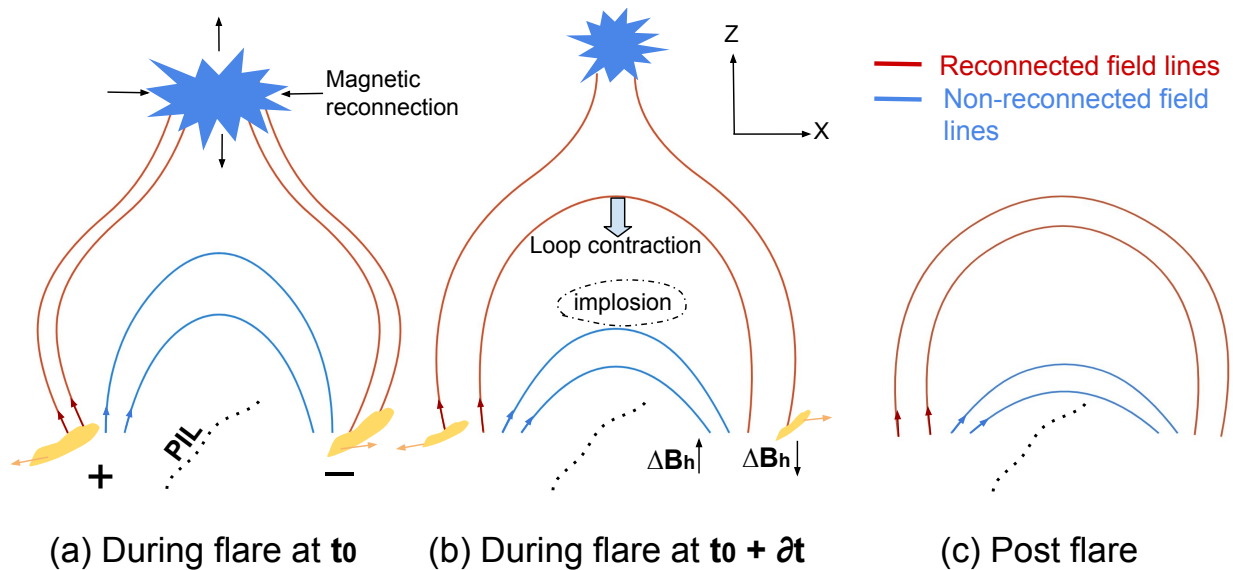 Magnetic
reconnection
PIL
+
−
(a) During flare at t0
Z
X
Loop contraction
implosion
ΔBh
ΔBh
(b) During flare at t0 + ∂t
Reconnected field lines
Non-reconnected field
lines
(c) Post flare